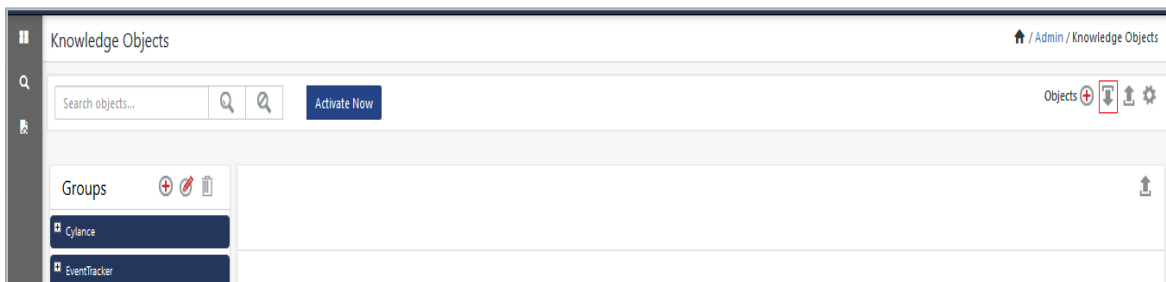 Knowledge Objects
/ Admin / Knowledge Objects
Search objects...
Activate Now
Objects
Groups
Cylance
EventTracker